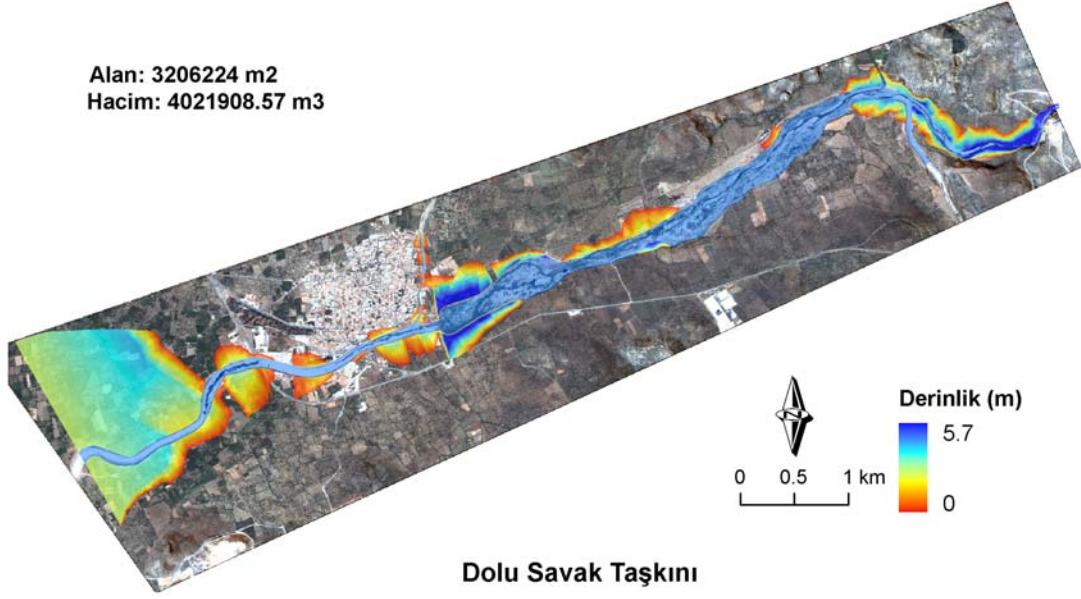 Alan: 3206224 m2
Hacim: 4021908.57 m3
N
Derinlik (m)
5.7
0
0 0.5 1 km
Dolu Savak Taşkını